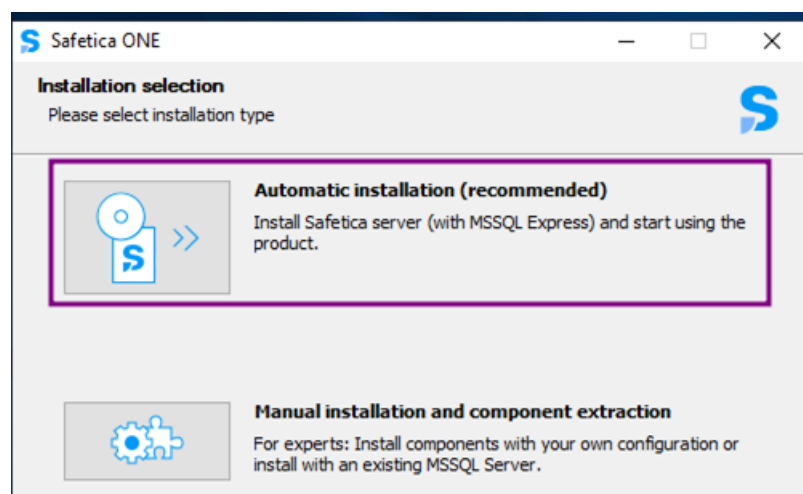 Safetica ONE
Installation selection
Please select installation type
Automatic installation (recommended)
Install Safetica server (with MSSQL Express) and start using the
product.
Manual installation and component extraction
For experts: Install components with your own configuration or
install with an existing MSSQL Server.